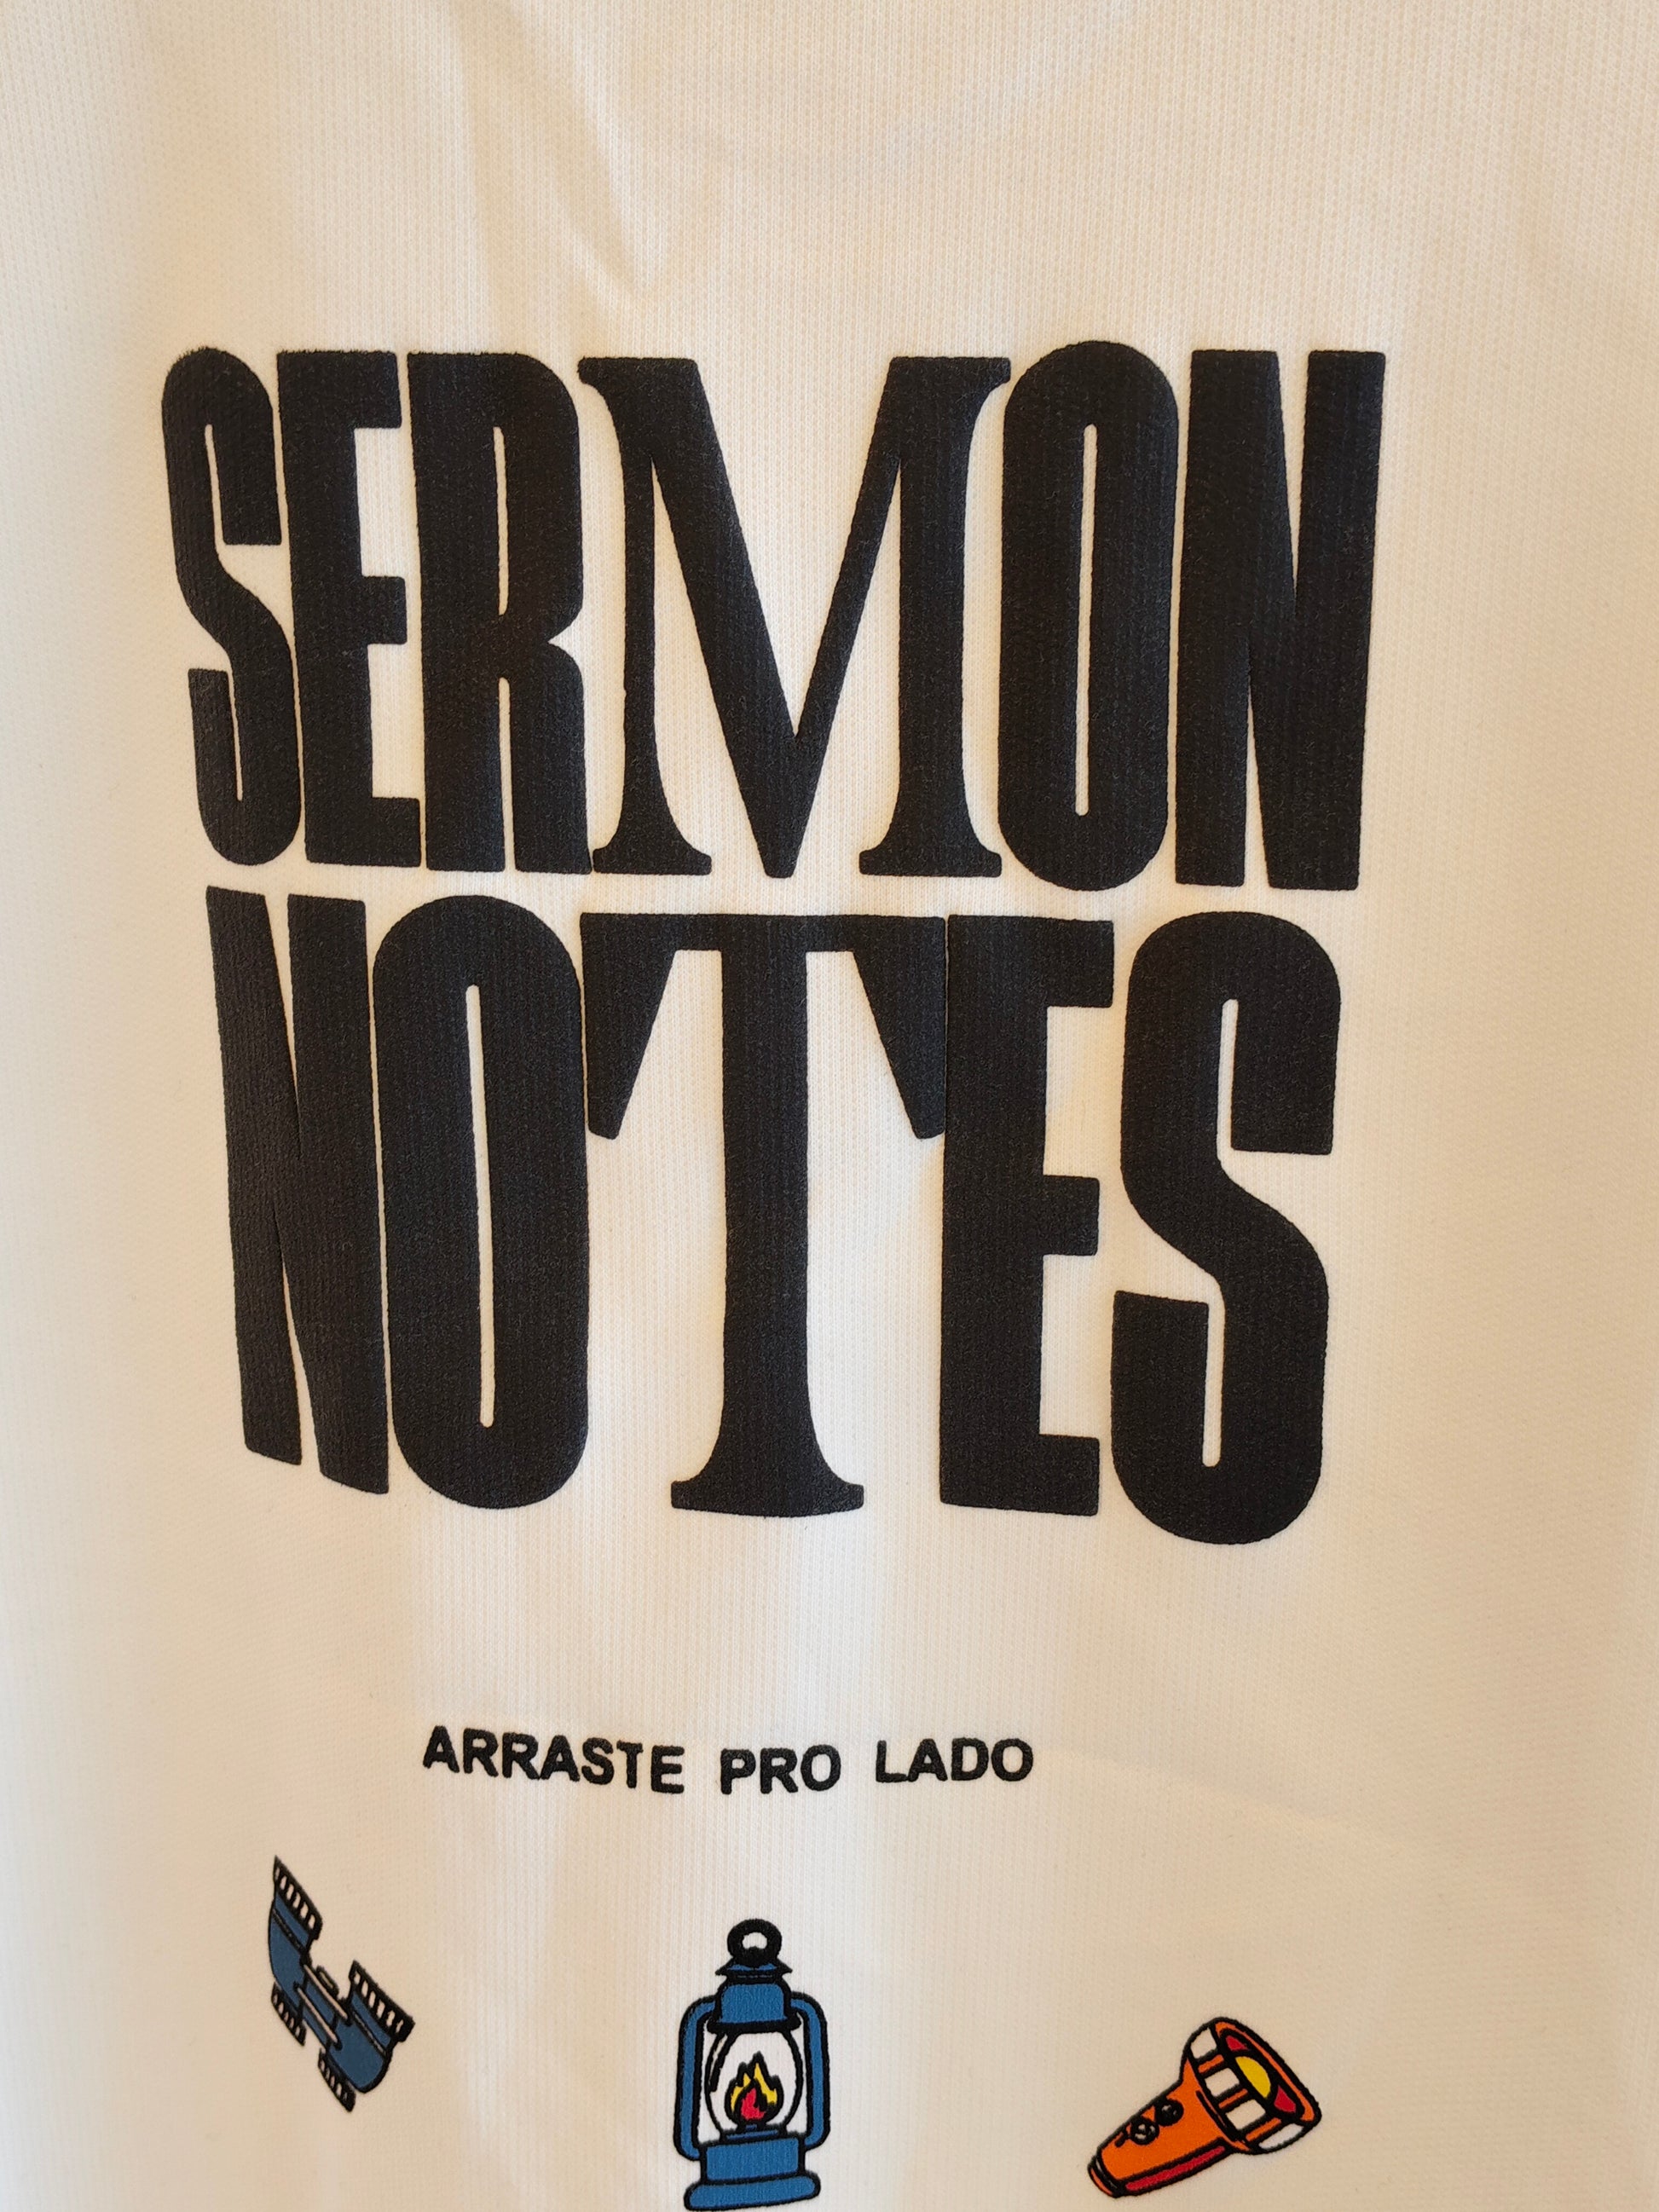 SERMON
NOTES
ARRASTE PRO LADO